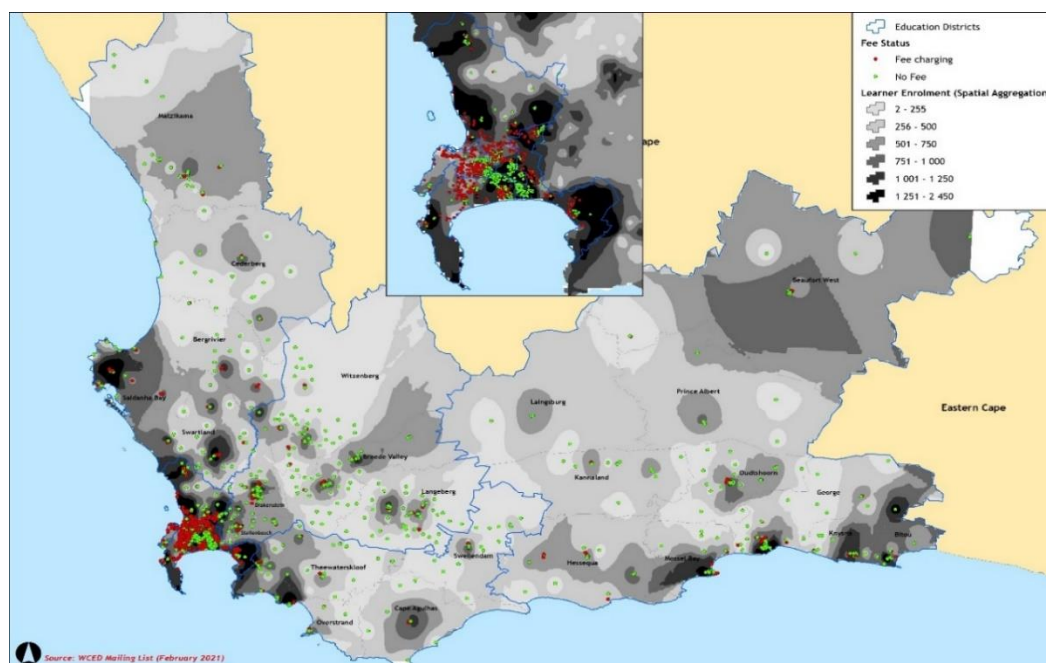 Education Districts
Fee Status
Fee charging
No Fee
Learner Enrolment (Spatial Aggregation
2 - 255
256 - 500
501 - 750
751 - 1 000
1 001 - 1 250
1 251 - 2 450
ape
Matzikama
Cederberg
Beaufort West
Bergrivier
Witzenberg
Saldanha Bay
Laingsburg
Prince Albert
Eastern Cape
Swartland
Breede Valley
Kannaland
Oudtshoorn
Langeberg
George
Drakenstein
Stellenbosch
Knysna
Bitou
Swellendam
Hessequa
Mossel Bay
Theewaterskloof
Overstrand
Cape Agulhas
Source: WCED Mailing List (February 2021)